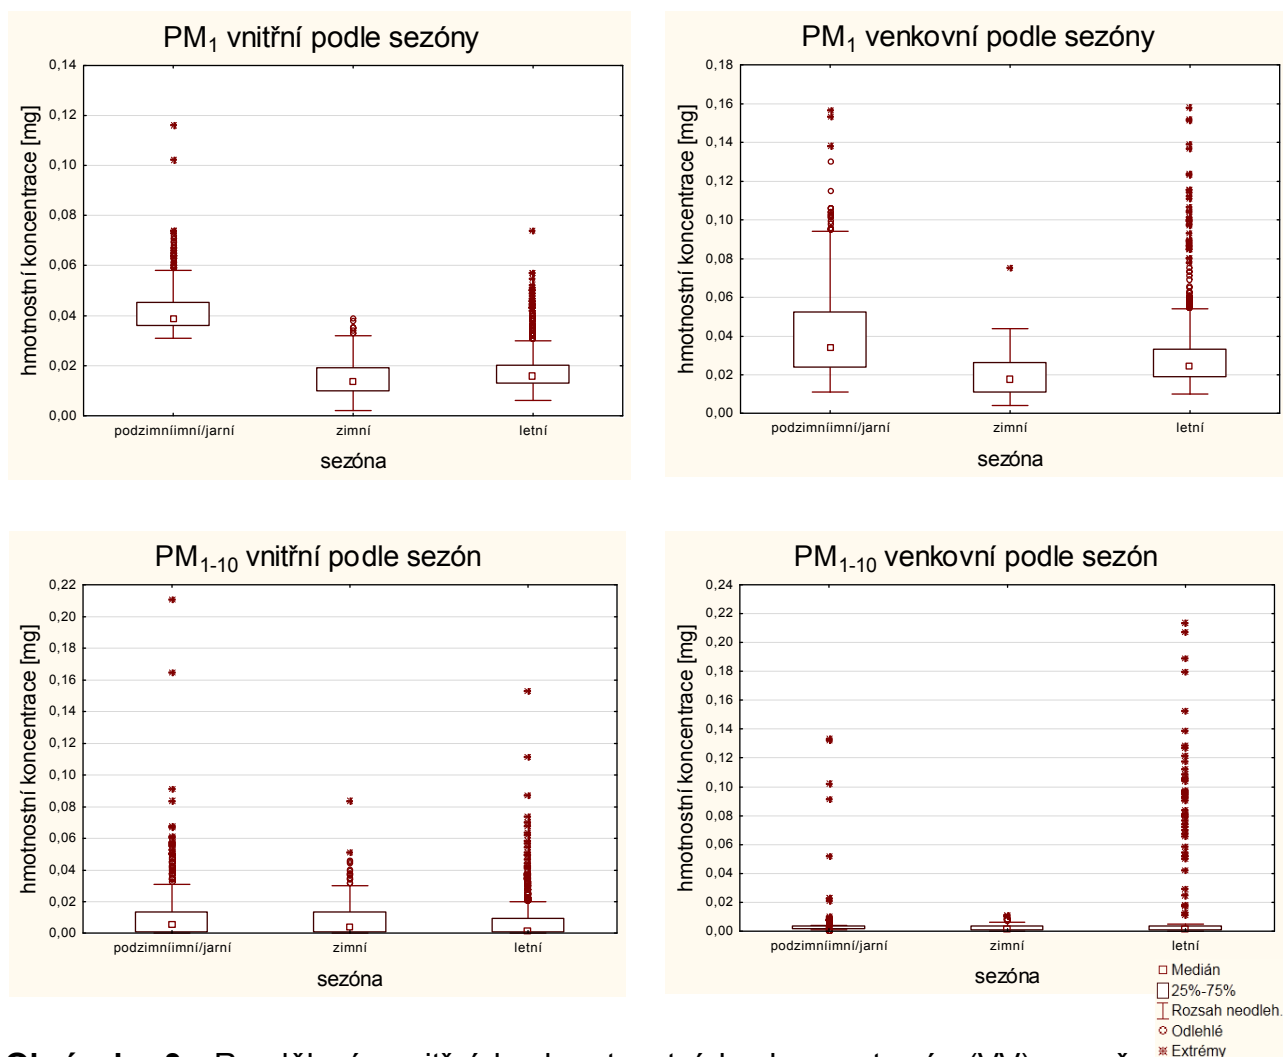 PM1 vnitřní podle sezóny
hmotnostní koncentrace [mg]
0,14
0,12
0,10
0,08
0,06
0,04
0,02
0,00
podzimníimní/jarní zimní letní
sezóna
PM1 venkovní podle sezóny
hmotnostní koncentrace [mg]
0,18
0,16
0,14
0,12
0,10
0,08
0,06
0,04
0,02
0,00
podzimníimní/jarní zimní letní
sezóna
PM1-10 vnitřní podle sezón
hmotnostní koncentrace [mg]
0,22
0,20
0,18
0,16
0,14
0,12
0,10
0,08
0,06
0,04
0,02
0,00
podzimníimní/jarní zimní letní
sezóna
PM1-10 venkovní podle sezón
hmotnostní koncentrace [mg]
0,24
0,22
0,20
0,18
0,16
0,14
0,12
0,10
0,08
0,06
0,04
0,02
0,00
podzimníimní/jarní zimní letní
sezóna
Medián
25%-75%
Rozsah neodleh.
Odlehlé
Extrémy